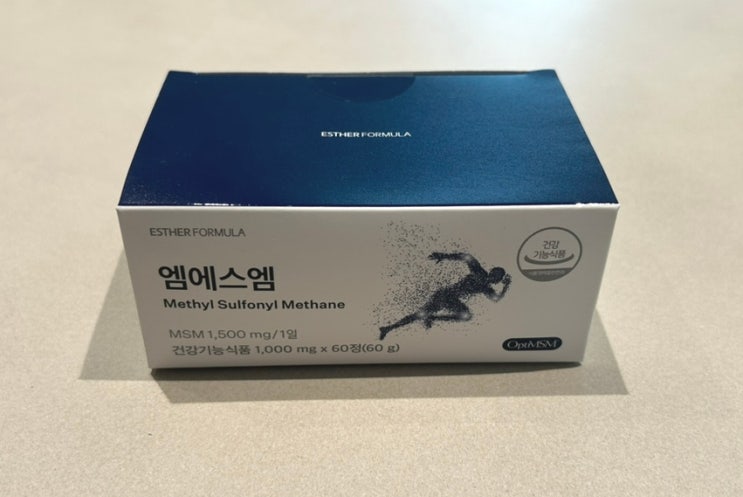 ESTHER FORMULA
ESTHER FORMULA
엠에스엠
Methyl Sulfonyl Methane
MSM 1,500 mg/1일
건강기능식품 1,000 mg x 60정(60 g)
건강
기능식품
OptiMSM